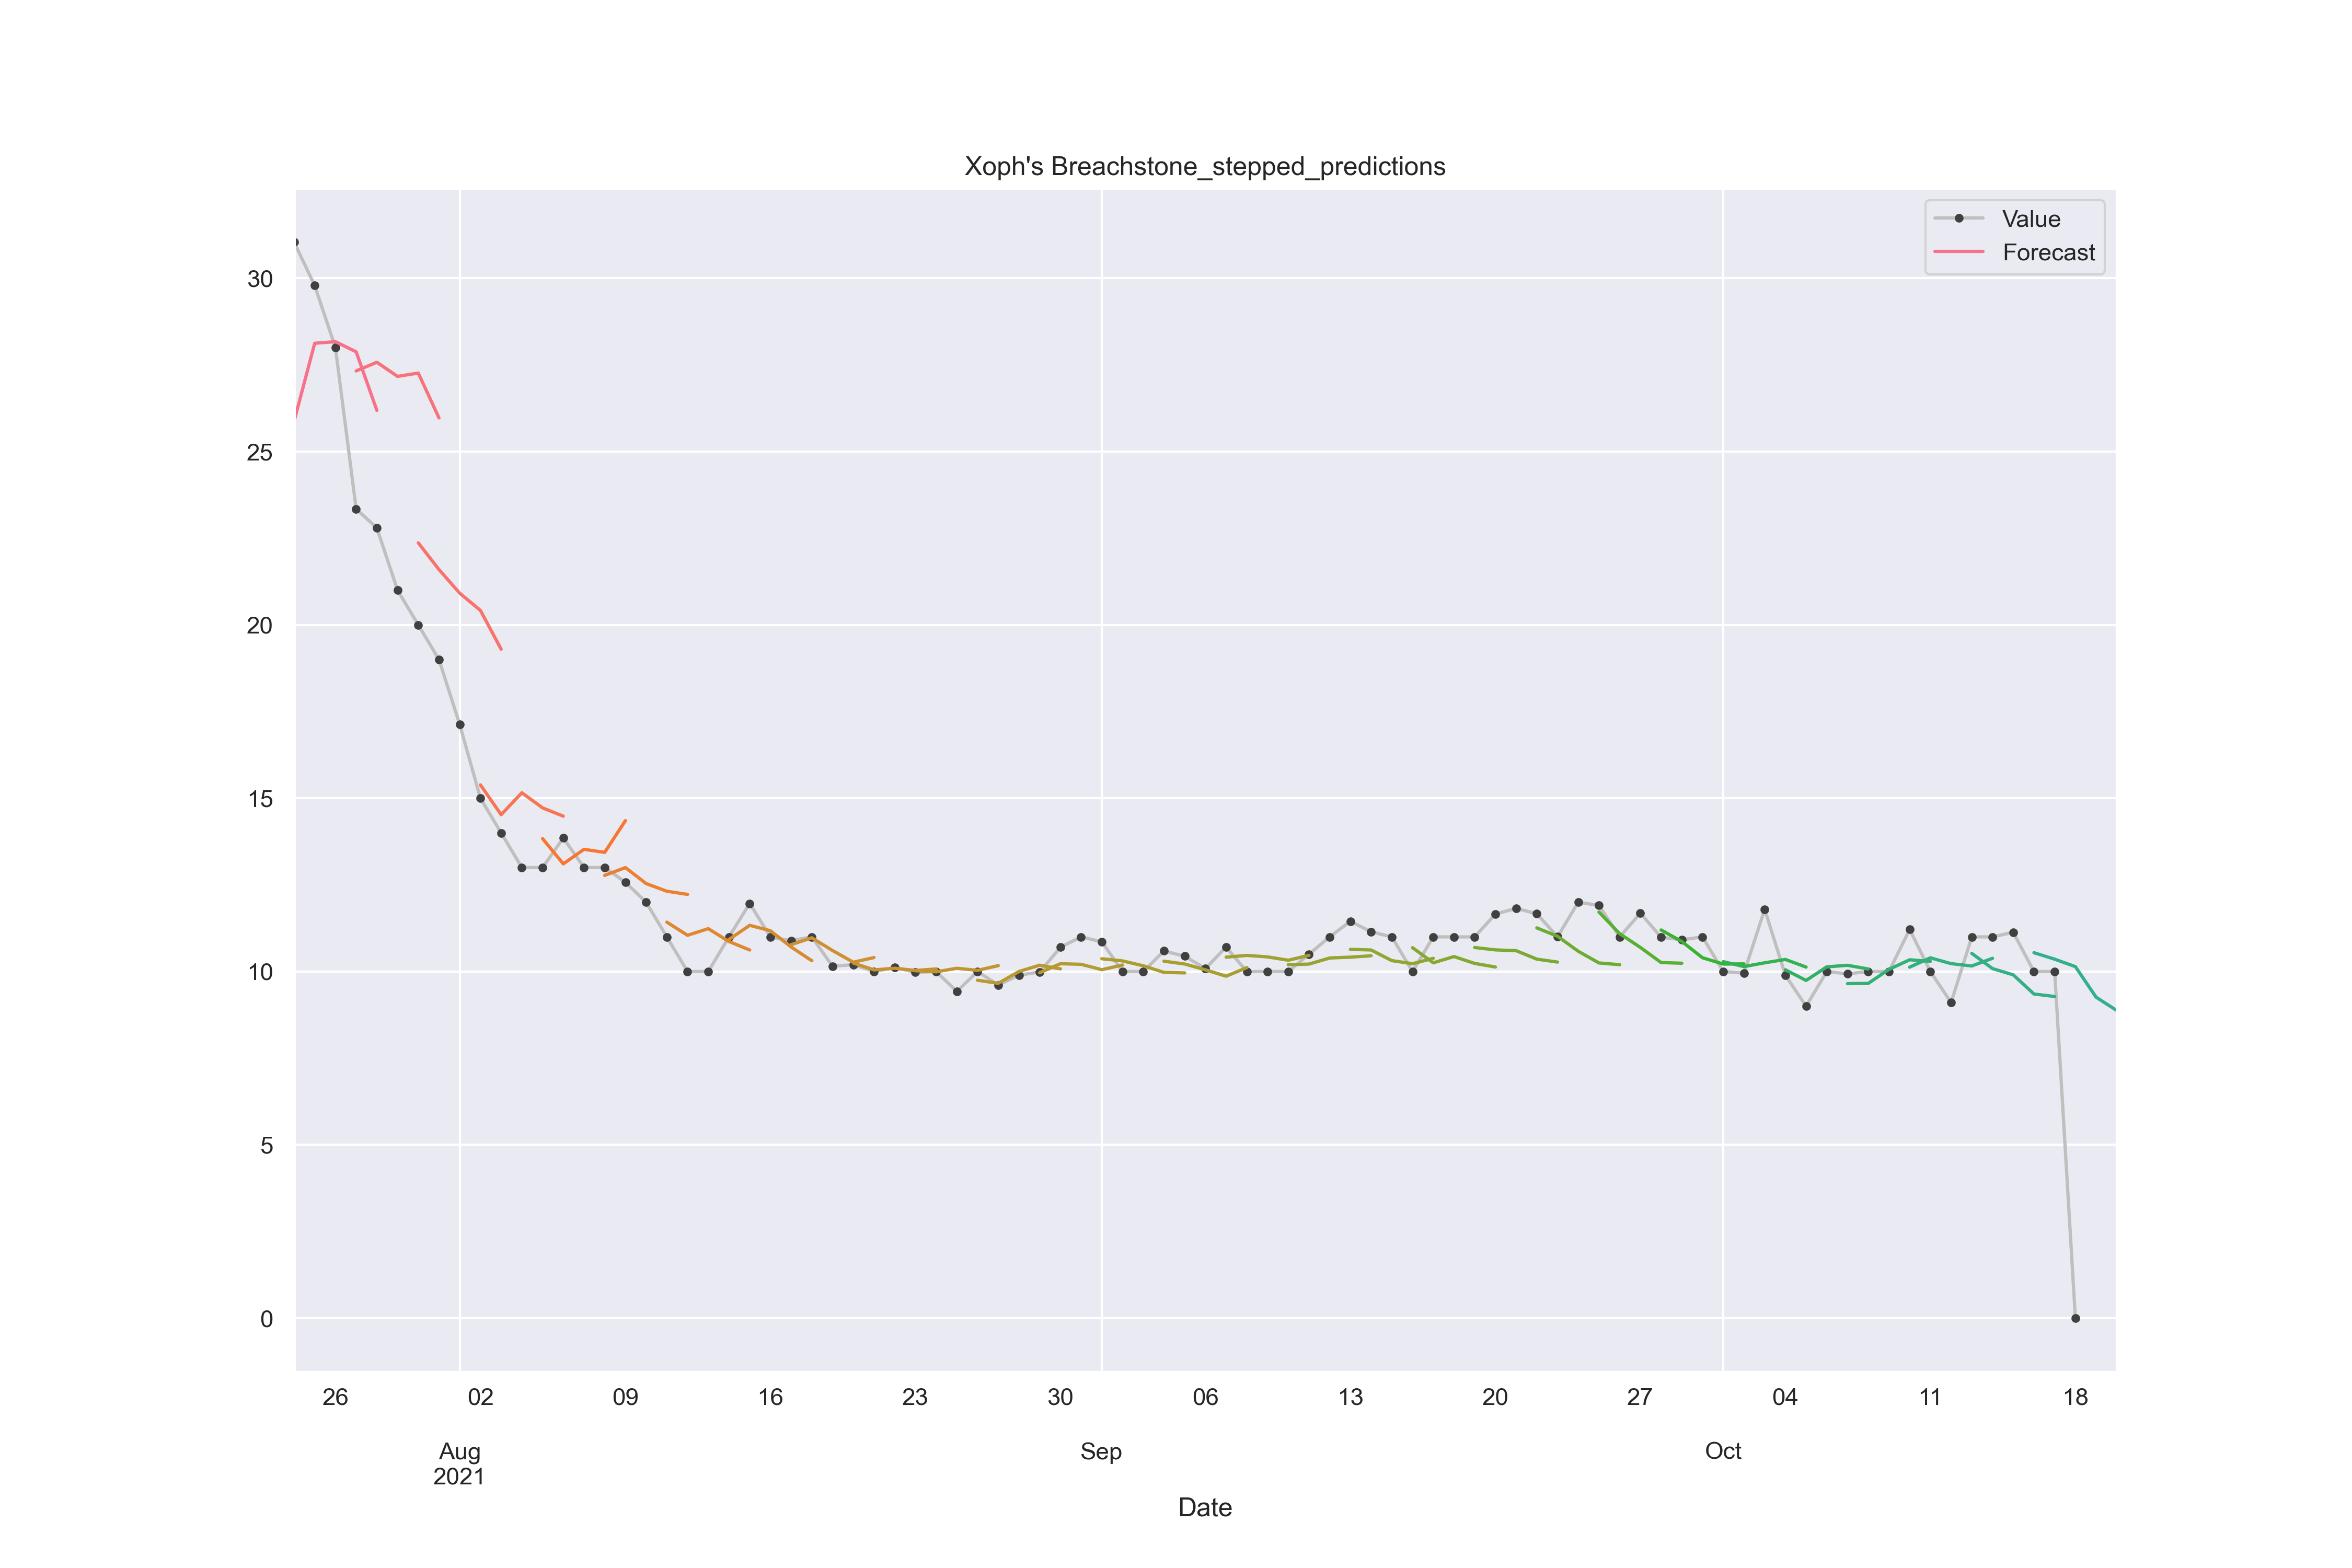 Xoph's Breachstone_stepped_predictions
Value
Forecast
30
25
20
15
10
5
0
26 02 09 16 23 30 06 13 20 27 04 11 18
Aug Sep Oct
2021
Date